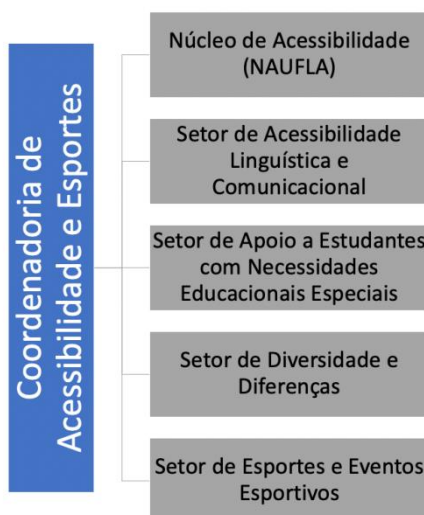 Coordenadoria de
Acessibilidade e Esportes
Núcleo de Acessibilidade
(NAUFLA)
Setor de Acessibilidade
Linguística e
Comunicacional
Setor de Apoio a Estudantes
com Necessidades
Educacionais Especiais
Setor de Diversidade e
Diferenças
Setor de Esportes e Eventos
Esportivos